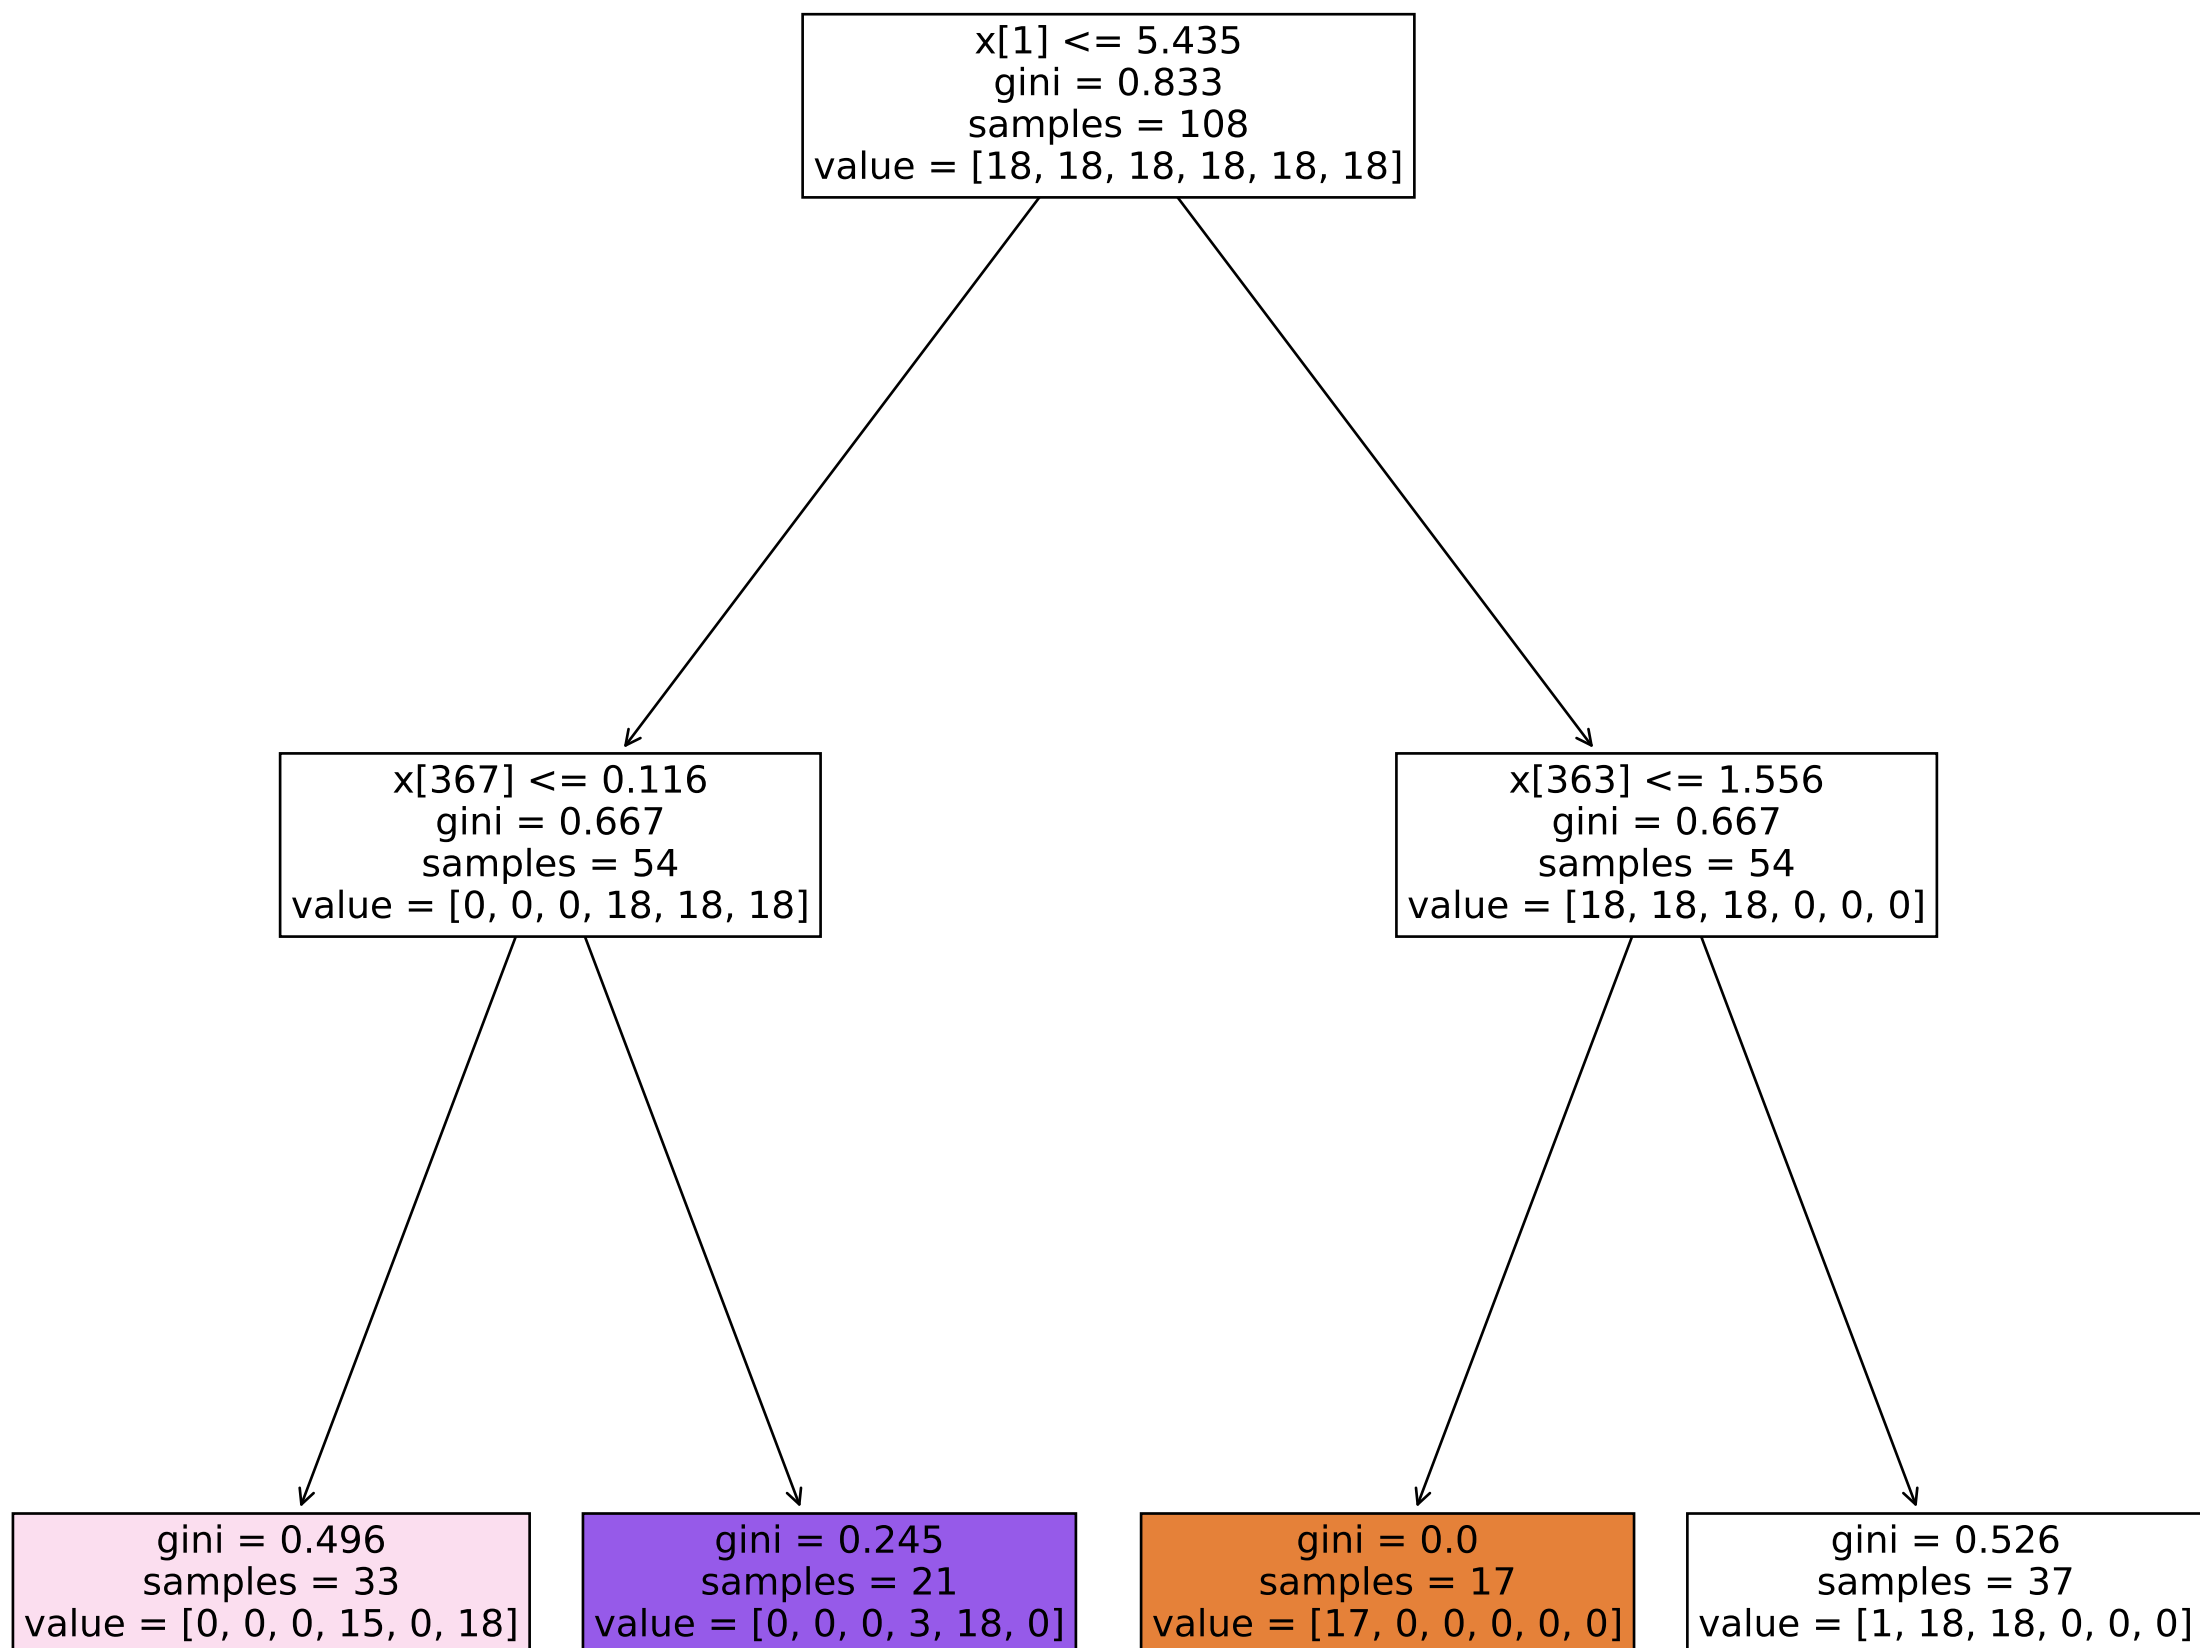 x[1] <= 5.435
gini = 0.833
samples = 108
value = [18, 18, 18, 18, 18, 18]
x[367] <= 0.116
gini = 0.667
samples = 54
value = [0, 0, 0, 18, 18, 18]
x[363] <= 1.556
gini = 0.667
samples = 54
value = [18, 18, 18, 0, 0, 0]
gini = 0.496
samples = 33
value = [0, 0, 0, 15, 0, 18]
gini = 0.245
samples = 21
value = [0, 0, 0, 3, 18, 0]
gini = 0.0
samples = 17
value = [17, 0, 0, 0, 0, 0]
gini = 0.526
samples = 37
value = [1, 18, 18, 0, 0, 0]